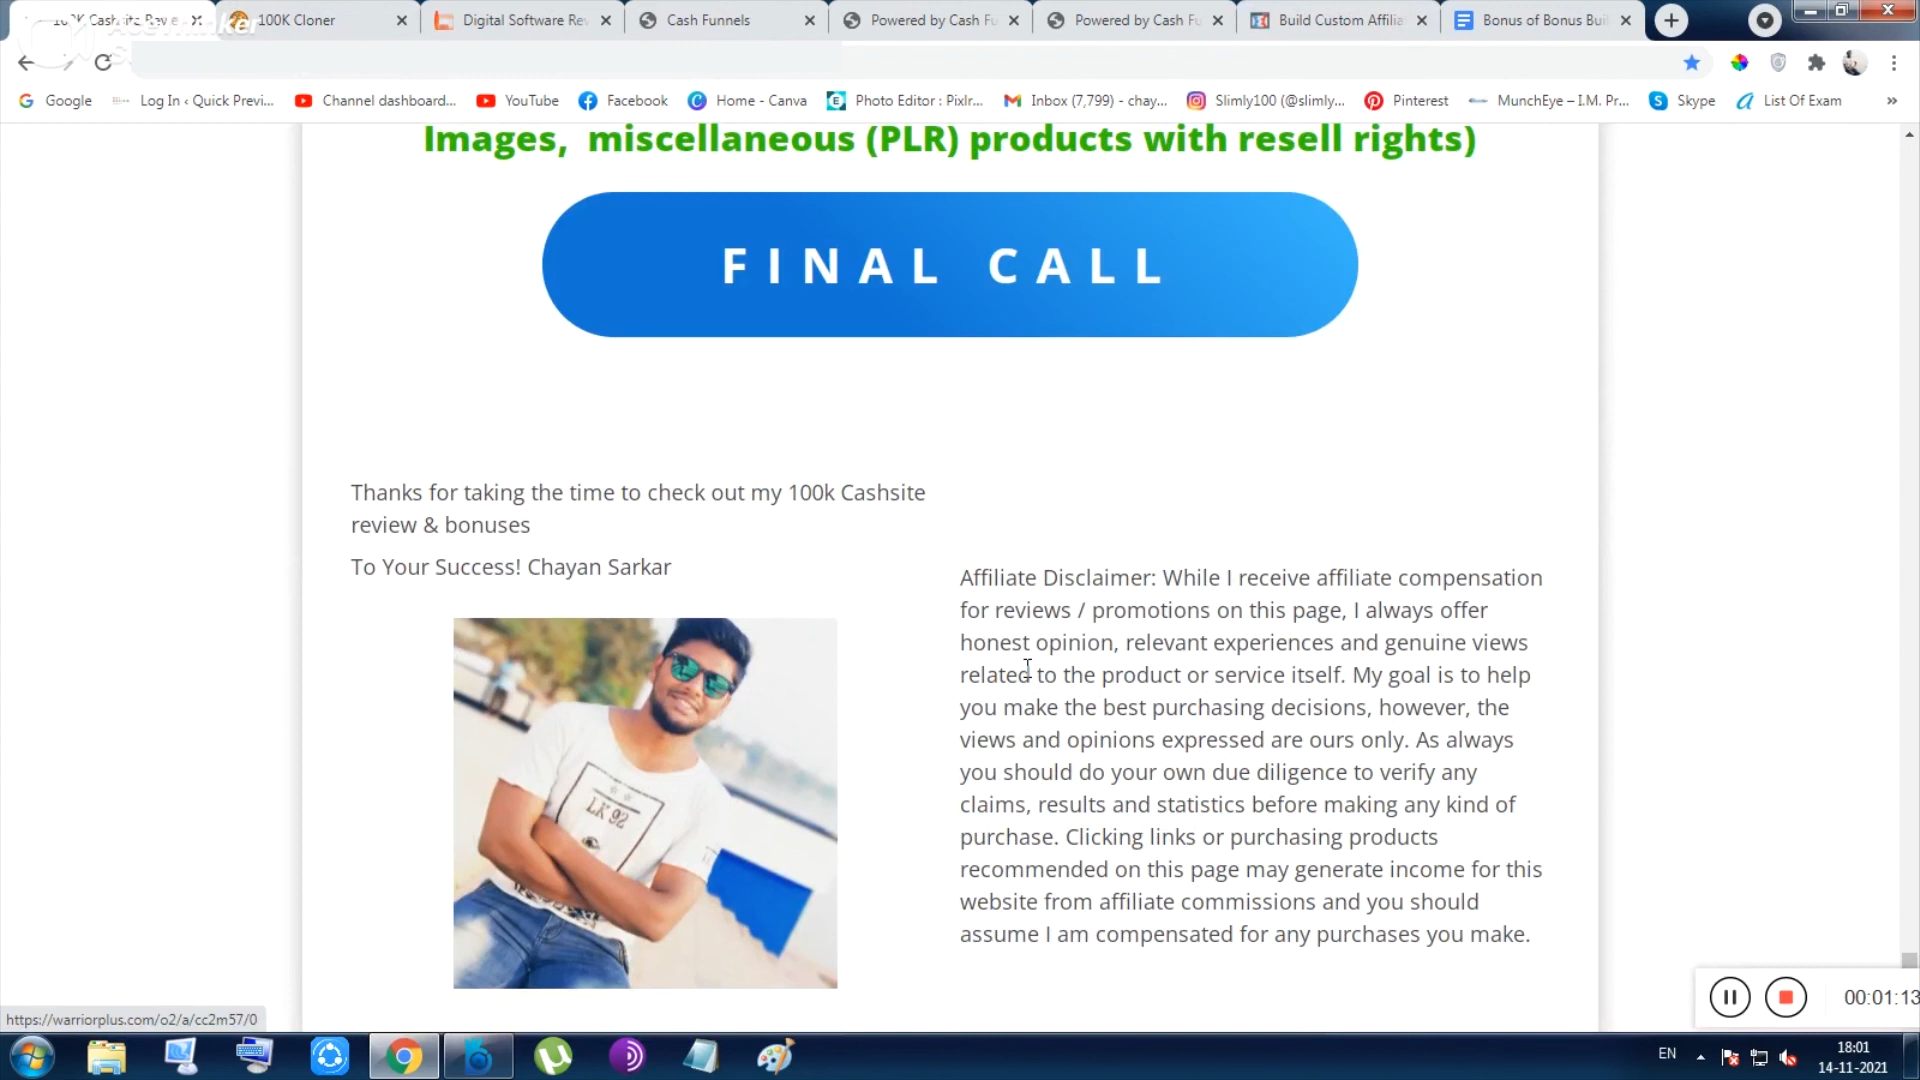 100K Cashsite Revie
100K Cloner
Digital Software Rev
Cash Funnels
Powered by Cash Fu
Powered by Cash Fu
Build Custom Affilia
Bonus of Bonus Buil
Google
Log In ‹ Quick Previ...
Channel dashboard...
YouTube
Facebook
Home - Canva
Photo Editor : Pixlr...
Inbox (7,799) - chay...
Slimly100 (@slimly...
Pinterest
MunchEye – I.M. Pr...
Skype
List Of Exam
»
Images, miscellaneous (PLR) products with resell rights)
FINAL CALL
Thanks for taking the time to check out my 100k Cashsite
review & bonuses
To Your Success! Chayan Sarkar
LK 92
Affiliate Disclaimer: While I receive affiliate compensation
for reviews / promotions on this page, I always offer
honest opinion, relevant experiences and genuine views
related to the product or service itself. My goal is to help
you make the best purchasing decisions, however, the
views and opinions expressed are ours only. As always
you should do your own due diligence to verify any
claims, results and statistics before making any kind of
purchase. Clicking links or purchasing products
recommended on this page may generate income for this
website from affiliate commissions and you should
assume I am compensated for any purchases you make.
00:01:13
https://warriorplus.com/o2/a/cc2m57/0
EN
18:01
14-11-2021